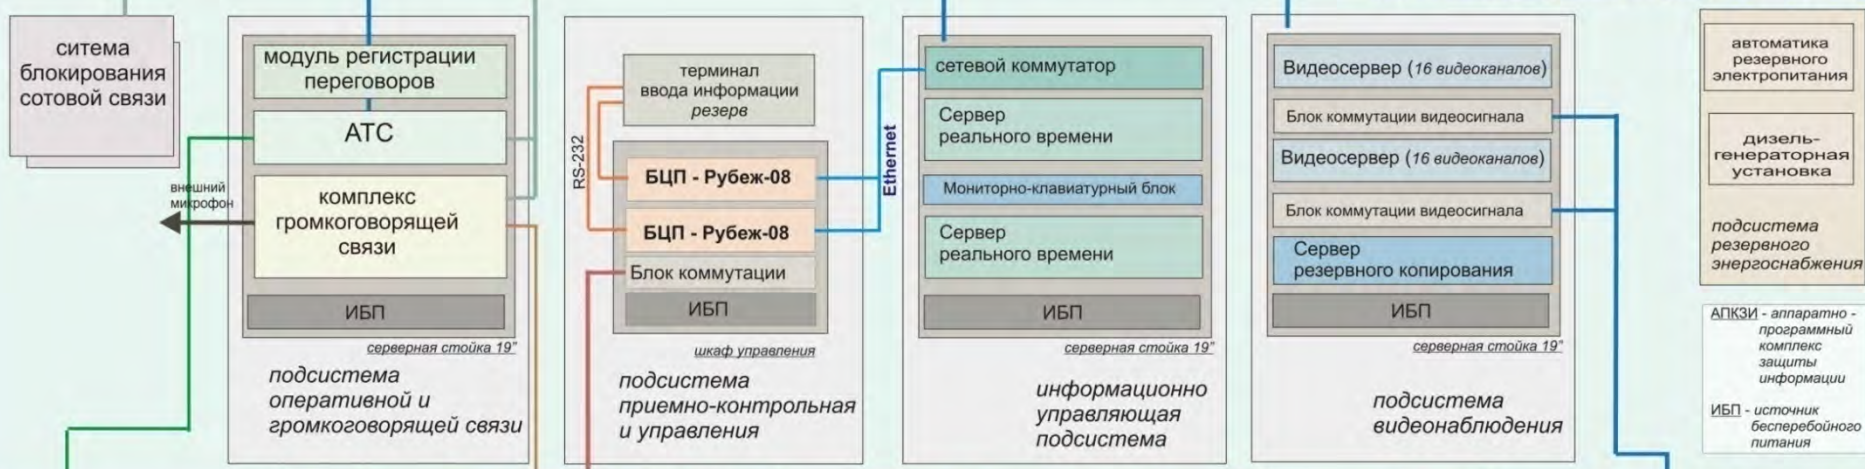 ситема
блокирования
сотовой связи
модуль регистрации
переговоров
АТС
комплекс
громкоговорящей
связи
внешний
микрофон
ИБП
серверная стойка 19"
подсистема
оперативной и
громкоговорящей связи
терминал
ввода информации
резерв
RS-232
БЦП - Рубеж-08
БЦП - Рубеж-08
Блок коммутации
ИБП
шкаф управления
подсистема
приемно-контрольная
и управления
Ethernet
сетевой коммутатор
Сервер
реального времени
Мониторно-клавиатурный блок
Сервер
реального времени
ИБП
серверная стойка 19"
информационно
управляющая
подсистема
Видеосервер (16 видеоканалов)
Блок коммутации видеосигнала
Видеосервер (16 видеоканалов)
Блок коммутации видеосигнала
Сервер
резервного копирования
ИБП
серверная стойка 19"
подсистема
видеонаблюдения
автоматика
резервного
электропитания
дизель-
генераторная
установка
подсистема
резервного
энергоснабжения
АПКЗИ - аппаратно -
программный
комплекс
защиты
информации
ИБП - источник
бесперебойного
питания